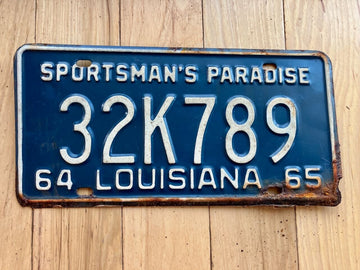 SPORTSMAN'S PARADISE
32K789
64 LOUISIANA 65